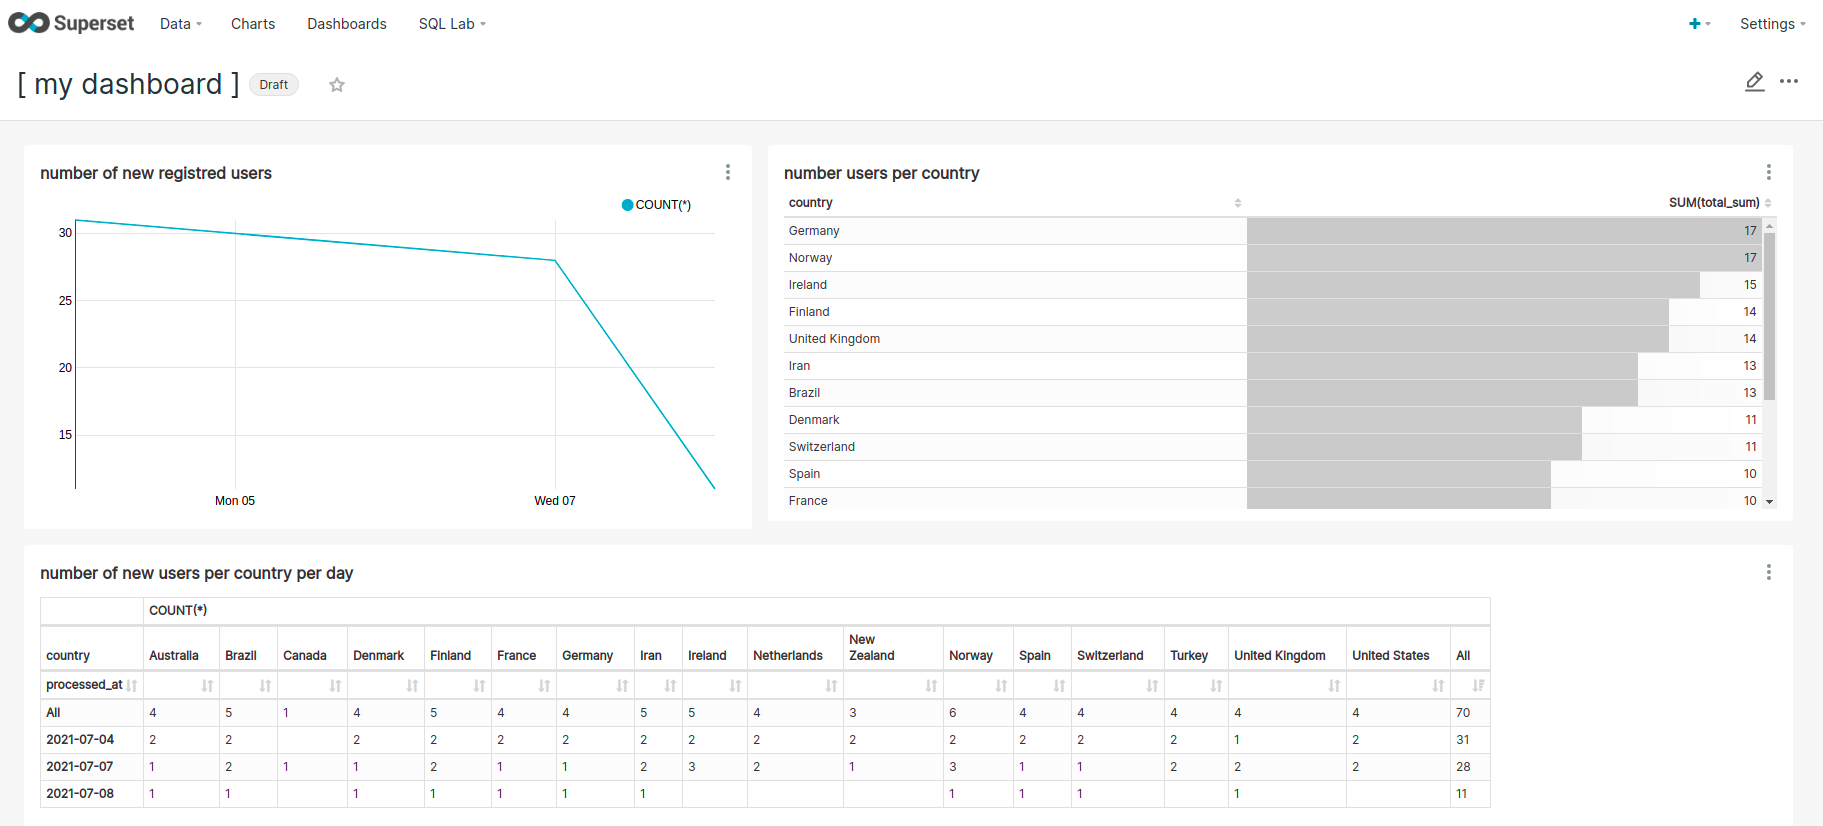 Superset Data Charts Dashboards SQL Lab Settings
[ my dashboard ] Draft
number of new registred users
COUNT(*)
30
25
20
15
Mon 05 Wed 07
number users per country
country SUM(total_sum)
Germany 17
Norway 17
Ireland 15
Finland 14
United Kingdom 14
Iran 13
Brazil 13
Denmark 11
Switzerland 11
Spain 10
France 10
number of new users per country per day
COUNT(*)
country Australia Brazil Canada Denmark Finland France Germany Iran Ireland Netherlands New Zealand Norway Spain Switzerland Turkey United Kingdom United States All
processed_at
All 4 5 1 4 5 4 4 5 5 4 3 6 4 4 4 4 4 70
2021-07-04 2 2 2 2 2 2 2 2 2 2 2 2 2 2 1 2 31
2021-07-07 1 2 1 1 2 1 1 2 3 2 1 3 1 1 2 2 2 28
2021-07-08 1 1 1 1 1 1 1 1 1 1 1 11